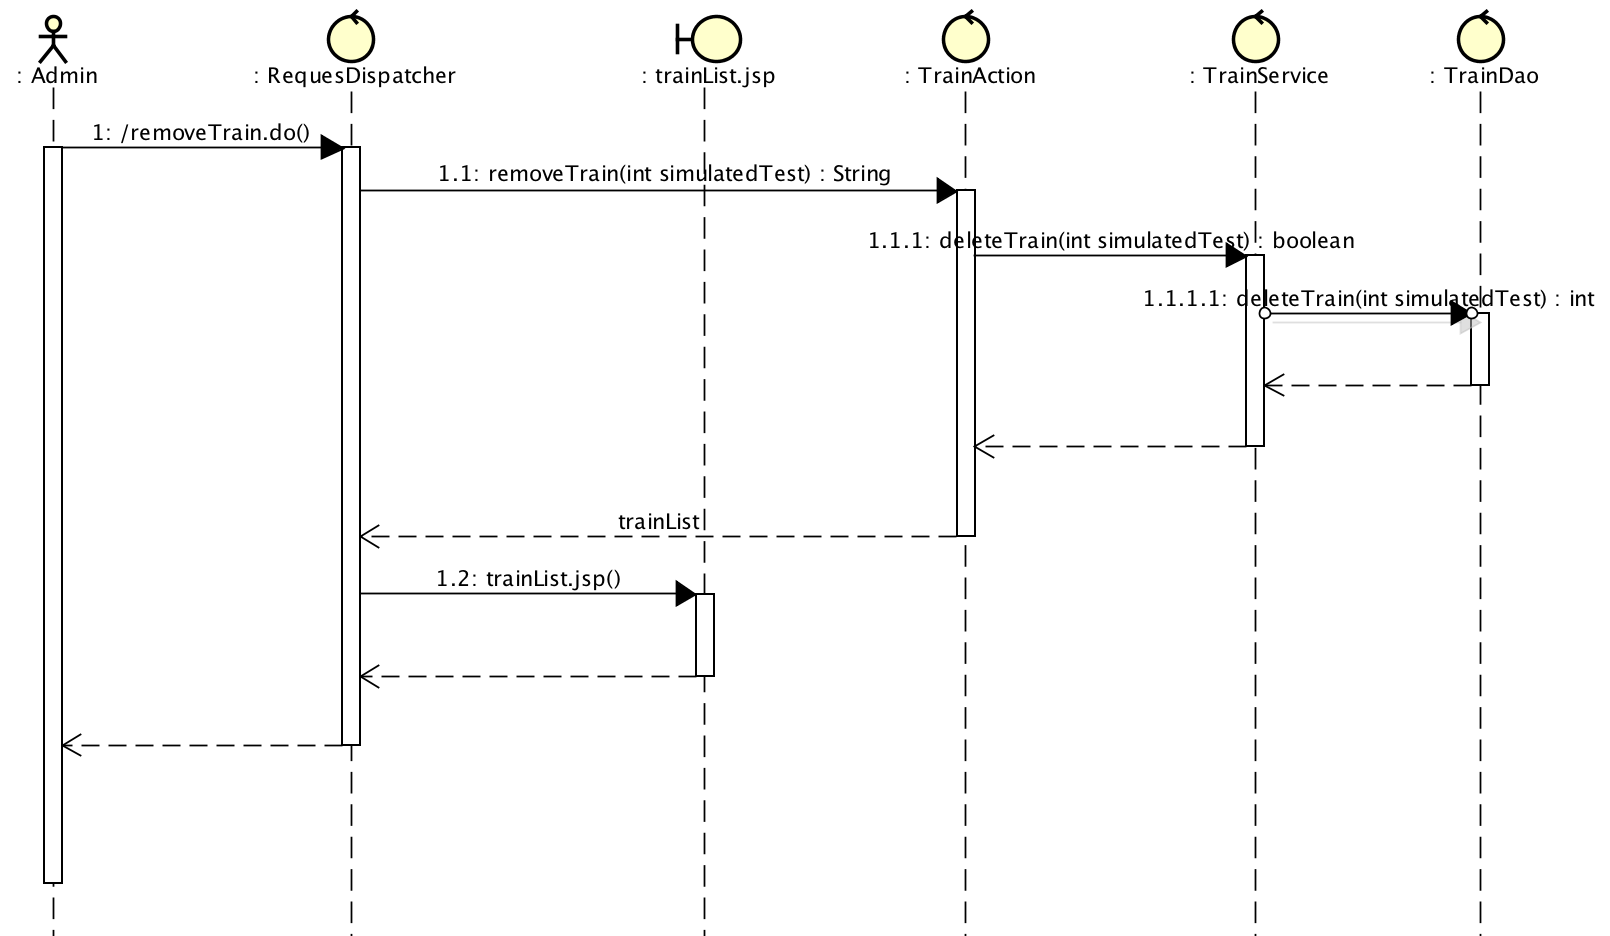 : Admin
: RequesDispatcher
: trainList.jsp
: TrainAction
: TrainService
: TrainDao
1: /removeTrain.do()
1.1: removeTrain(int simulatedTest) : String
1.1.1: deleteTrain(int simulatedTest) : boolean
1.1.1.1: deleteTrain(int simulatedTest) : int
trainList
1.2: trainList.jsp()